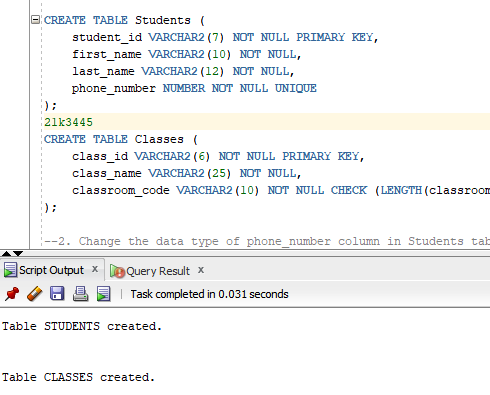 CREATE TABLE Students (
student_id VARCHAR2(7) NOT NULL PRIMARY KEY,
first_name VARCHAR2(10) NOT NULL,
last_name VARCHAR2(12) NOT NULL,
phone_number NUMBER NOT NULL UNIQUE
);
21k3445
CREATE TABLE Classes (
class_id VARCHAR2(6) NOT NULL PRIMARY KEY,
class_name VARCHAR2(25) NOT NULL,
classroom_code VARCHAR2(10) NOT NULL CHECK (LENGTH(classroom
);
--2. Change the data type of phone_number column in Students tab
Script Output x Query Result x
Task completed in 0.031 seconds
Table STUDENTS created.
Table CLASSES created.